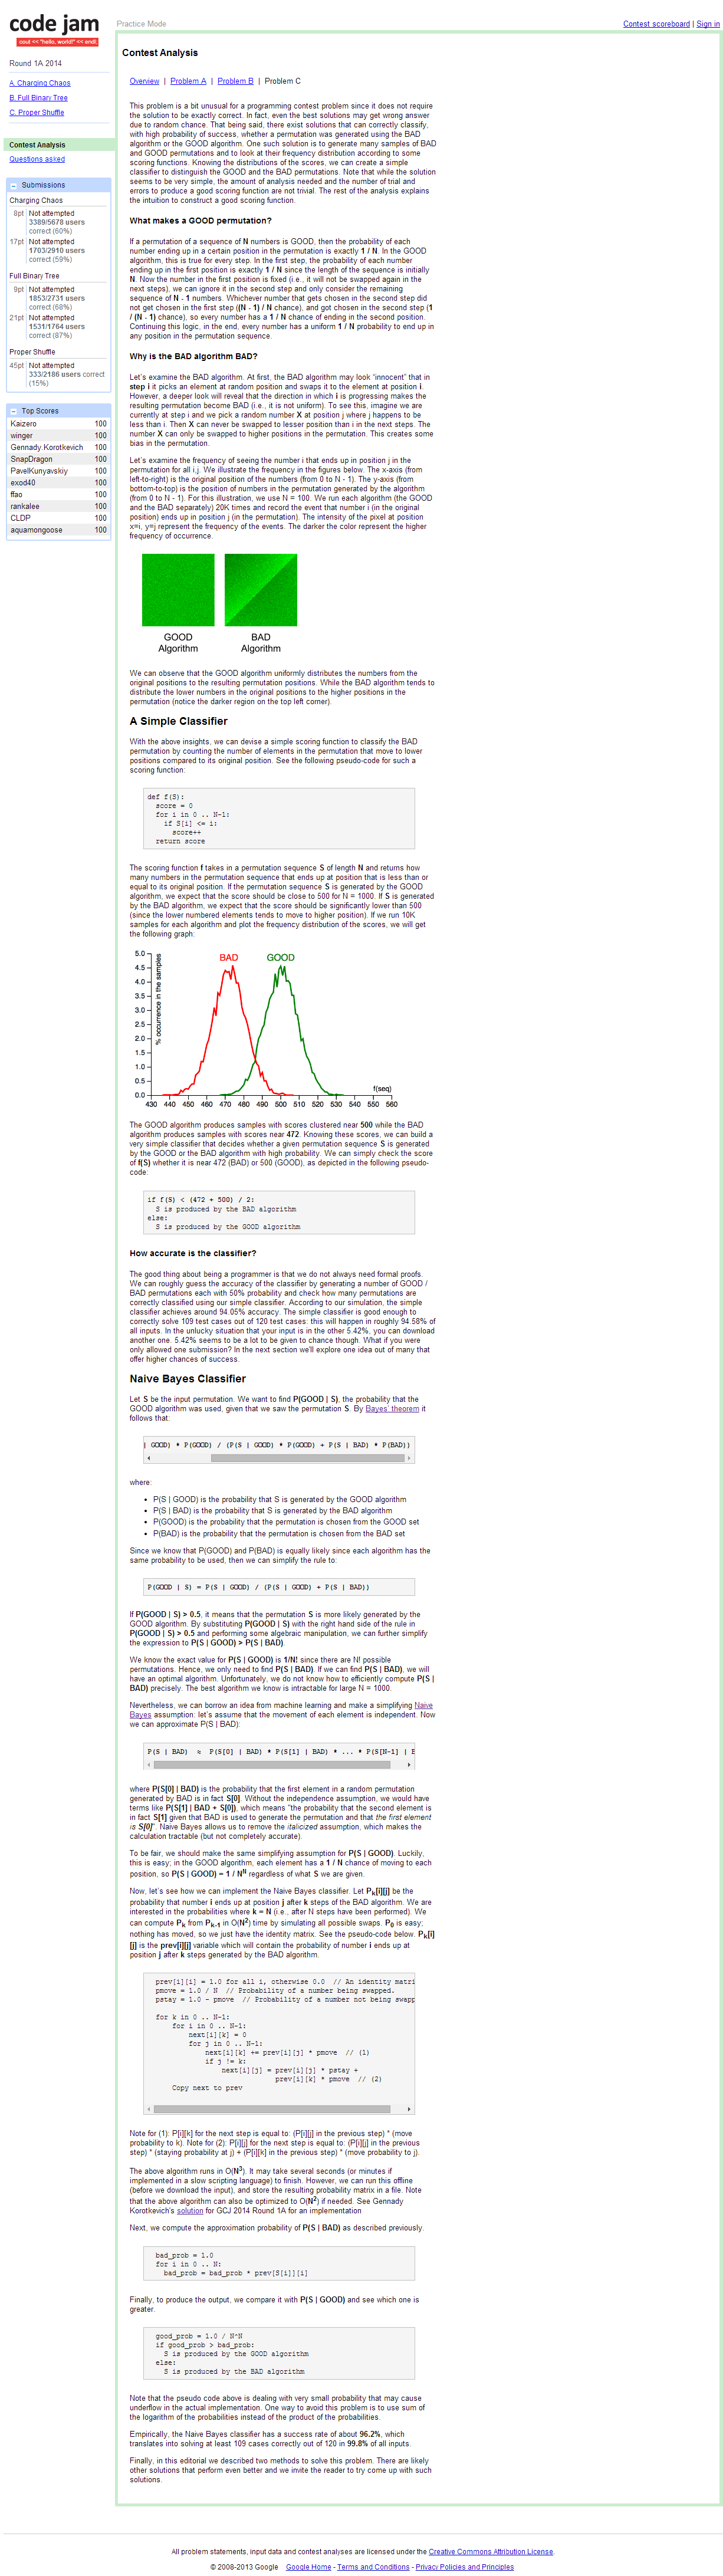 code jam
cout << "hello, world!" << endl;
Practice Mode
Contest scoreboard | Sign in
Round 1A 2014
A. Charging Chaos
B. Full Binary Tree
C. Proper Shuffle
Contest Analysis
Questions asked
Submissions
Charging Chaos
8pt Not attempted
3389/5678 users
correct (60%)
17pt Not attempted
1703/2910 users
correct (59%)
Full Binary Tree
9pt Not attempted
1853/2731 users
correct (68%)
21pt Not attempted
1531/1764 users
correct (87%)
Proper Shuffle
45pt Not attempted
333/2186 users correct
(15%)
Top Scores
Kaizero 100
winger 100
Gennady.Korotkevich 100
SnapDragon 100
PavelKunyavskiy 100
exod40 100
ffao 100
rankalee 100
CLDP 100
aquamongoose 100
Contest Analysis
Overview | Problem A | Problem B | Problem C
This problem is a bit unusual for a programming contest problem since it does not require
the solution to be exactly correct. In fact, even the best solutions may get wrong answer
due to random chance. That being said, there exist solutions that can correctly classify,
with high probability of success, whether a permutation was generated using the BAD
algorithm or the GOOD algorithm. One such solution is to generate many samples of BAD
and GOOD permutations and to look at their frequency distribution according to some
scoring functions. Knowing the distributions of the scores, we can create a simple
classifier to distinguish the GOOD and the BAD permutations. Note that while the solution
seems to be very simple, the amount of analysis needed and the number of trial and
errors to produce a good scoring function are not trivial. The rest of the analysis explains
the intuition to construct a good scoring function.
What makes a GOOD permutation?
If a permutation of a sequence of N numbers is GOOD, then the probability of each
number ending up in a certain position in the permutation is exactly 1 / N. In the GOOD
algorithm, this is true for every step. In the first step, the probability of each number
ending up in the first position is exactly 1 / N since the length of the sequence is initially
N. Now the number in the first position is fixed (i.e., it will not be swapped again in the
next steps), we can ignore it in the second step and only consider the remaining
sequence of N - 1 numbers. Whichever number that gets chosen in the second step did
not get chosen in the first step ((N - 1) / N chance), and got chosen in the second step (1
/ (N - 1) chance), so every number has a 1 / N chance of ending in the second position.
Continuing this logic, in the end, every number has a uniform 1 / N probability to end up in
any position in the permutation sequence.
Why is the BAD algorithm BAD?
Let's examine the BAD algorithm. At first, the BAD algorithm may look “innocent” that in
step i it picks an element at random position and swaps it to the element at position i.
However, a deeper look will reveal that the direction in which i is progressing makes the
resulting permutation become BAD (i.e., it is not uniform). To see this, imagine we are
currently at step i and we pick a random number X at position j where j happens to be
less than i. Then X can never be swapped to lesser position than i in the next steps. The
number X can only be swapped to higher positions in the permutation. This creates some
bias in the permutation.
Let's examine the frequency of seeing the number i that ends up in position j in the
permutation for all i,j. We illustrate the frequency in the figures below. The x-axis (from
left-to-right) is the original position of the numbers (from 0 to N - 1). The y-axis (from
bottom-to-top) is the position of numbers in the permutation generated by the algorithm
(from 0 to N - 1). For this illustration, we use N = 100. We run each algorithm (the GOOD
and the BAD separately) 20K times and record the event that number i (in the original
position) ends up in position j (in the permutation). The intensity of the pixel at position
x=i, y=j represent the frequency of the events. The darker the color represent the higher
frequency of occurrence.
GOOD
Algorithm
BAD
Algorithm
We can observe that the GOOD algorithm uniformly distributes the numbers from the
original positions to the resulting permutation positions. While the BAD algorithm tends to
distribute the lower numbers in the original positions to the higher positions in the
permutation (notice the darker region on the top left corner).
A Simple Classifier
With the above insights, we can devise a simple scoring function to classify the BAD
permutation by counting the number of elements in the permutation that move to lower
positions compared to its original position. See the following pseudo-code for such a
scoring function:
def f(S):
score = 0
for i in 0 .. N-1:
if S[i] <= i:
score++
return score
The scoring function f takes in a permutation sequence S of length N and returns how
many numbers in the permutation sequence that ends up at position that is less than or
equal to its original position. If the permutation sequence S is generated by the GOOD
algorithm, we expect that the score should be close to 500 for N = 1000. If S is generated
by the BAD algorithm, we expect that the score should be significantly lower than 500
(since the lower numbered elements tends to move to higher position). If we run 10K
samples for each algorithm and plot the frequency distribution of the scores, we will get
the following graph:
BAD GOOD
% occurrence in the samples
5.0
4.5
4.0
3.5
3.0
2.5
2.0
1.5
1.0
0.5
0.0
f(seq)
430 440 450 460 470 480 490 500 510 520 530 540 550 560
The GOOD algorithm produces samples with scores clustered near 500 while the BAD
algorithm produces samples with scores near 472. Knowing these scores, we can build a
very simple classifier that decides whether a given permutation sequence S is generated
by the GOOD or the BAD algorithm with high probability. We can simply check the score
of f(S) whether it is near 472 (BAD) or 500 (GOOD), as depicted in the following pseudo-
code:
if f(S) < (472 + 500) / 2:
S is produced by the BAD algorithm
else:
S is produced by the GOOD algorithm
How accurate is the classifier?
The good thing about being a programmer is that we do not always need formal proofs.
We can roughly guess the accuracy of the classifier by generating a number of GOOD /
BAD permutations each with 50% probability and check how many permutations are
correctly classified using our simple classifier. According to our simulation, the simple
classifier achieves around 94.05% accuracy. The simple classifier is good enough to
correctly solve 109 test cases out of 120 test cases: this will happen in roughly 94.58% of
all inputs. In the unlucky situation that your input is in the other 5.42%, you can download
another one. 5.42% seems to be a lot to be given to chance though. What if you were
only allowed one submission? In the next section we'll explore one idea out of many that
offer higher chances of success.
Naive Bayes Classifier
Let S be the input permutation. We want to find P(GOOD | S), the probability that the
GOOD algorithm was used, given that we saw the permutation S. By Bayes' theorem it
follows that:
| GOOD) * P(GOOD) / (P(S | GOOD) * P(GOOD) + P(S | BAD) * P(BAD))
where:
• P(S | GOOD) is the probability that S is generated by the GOOD algorithm
• P(S | BAD) is the probability that S is generated by the BAD algorithm
• P(GOOD) is the probability that the permutation is chosen from the GOOD set
• P(BAD) is the probability that the permutation is chosen from the BAD set
Since we know that P(GOOD) and P(BAD) is equally likely since each algorithm has the
same probability to be used, then we can simplify the rule to:
P(GOOD | S) = P(S | GOOD) / (P(S | GOOD) + P(S | BAD))
If P(GOOD | S) > 0.5, it means that the permutation S is more likely generated by the
GOOD algorithm. By substituting P(GOOD | S) with the right hand side of the rule in
P(GOOD | S) > 0.5 and performing some algebraic manipulation, we can further simplify
the expression to P(S | GOOD) > P(S | BAD).
We know the exact value for P(S | GOOD) is 1/N! since there are N! possible
permutations. Hence, we only need to find P(S | BAD). If we can find P(S | BAD), we will
have an optimal algorithm. Unfortunately, we do not know how to efficiently compute P(S |
BAD) precisely. The best algorithm we know is intractable for large N = 1000.
Nevertheless, we can borrow an idea from machine learning and make a simplifying Naive
Bayes assumption: let's assume that the movement of each element is independent. Now
we can approximate P(S | BAD):
P(S | BAD) ≈ P(S[0] | BAD) * P(S[1] | BAD) * ... * P(S[N-1] | B
where P(S[0] | BAD) is the probability that the first element in a random permutation
generated by BAD is in fact S[0]. Without the independence assumption, we would have
terms like P(S[1] | BAD + S[0]), which means "the probability that the second element is
in fact S[1] given that BAD is used to generate the permutation and that the first element
is S[0]". Naive Bayes allows us to remove the italicized assumption, which makes the
calculation tractable (but not completely accurate).
To be fair, we should make the same simplifying assumption for P(S | GOOD). Luckily,
this is easy; in the GOOD algorithm, each element has a 1 / N chance of moving to each
position, so P(S | GOOD) = 1 / N^N regardless of what S we are given.
Now, let's see how we can implement the Naive Bayes classifier. Let Pk[i][j] be the
probability that number i ends up at position j after k steps of the BAD algorithm. We are
interested in the probabilities where k = N (i.e., after N steps have been performed). We
can compute Pk from Pk-1 in O(N²) time by simulating all possible swaps. P0 is easy;
nothing has moved, so we just have the identity matrix. See the pseudo-code below. Pk[i]
[j] is the prev[i][j] variable which will contain the probability of number i ends up at
position j after k steps generated by the BAD algorithm.
prev[i][i] = 1.0 for all i, otherwise 0.0 // An identity matri
pmove = 1.0 / N // Probability of a number being swapped.
pstay = 1.0 - pmove // Probability of a number not being swapp
for k in 0 .. N-1:
for i in 0 .. N-1:
next[i][k] = 0
for j in 0 .. N-1:
next[i][k] += prev[i][j] * pmove // (1)
if j != k:
next[i][j] = prev[i][j] * pstay +
prev[i][k] * pmove // (2)
Copy next to prev
Note for (1): P[i][k] for the next step is equal to: (P[i][j] in the previous step) * (move
probability to k). Note for (2): P[i][j] for the next step is equal to: (P[i][j] in the previous
step) * (staying probability at j) + (P[i][k] in the previous step) * (move probability to j).
The above algorithm runs in O(N³). It may take several seconds (or minutes if
implemented in a slow scripting language) to finish. However, we can run this offline
(before we download the input), and store the resulting probability matrix in a file. Note
that the above algorithm can also be optimized to O(N²) if needed. See Gennady
Korotkevich's solution for GCJ 2014 Round 1A for an implementation
Next, we compute the approximation probability of P(S | BAD) as described previously.
bad_prob = 1.0
for i in 0 .. N:
bad_prob = bad_prob * prev[S[i]][i]
Finally, to produce the output, we compare it with P(S | GOOD) and see which one is
greater.
good_prob = 1.0 / N^N
if good_prob > bad_prob:
S is produced by the GOOD algorithm
else:
S is produced by the BAD algorithm
Note that the pseudo code above is dealing with very small probability that may cause
underflow in the actual implementation. One way to avoid this problem is to use sum of
the logarithm of the probabilities instead of the product of the probabilities.
Empirically, the Naive Bayes classifier has a success rate of about 96.2%, which
translates into solving at least 109 cases correctly out of 120 in 99.8% of all inputs.
Finally, in this editorial we described two methods to solve this problem. There are likely
other solutions that perform even better and we invite the reader to try come up with such
solutions.
All problem statements, input data and contest analyses are licensed under the Creative Commons Attribution License.
© 2008-2013 Google Google Home - Terms and Conditions - Privacy Policies and Principles